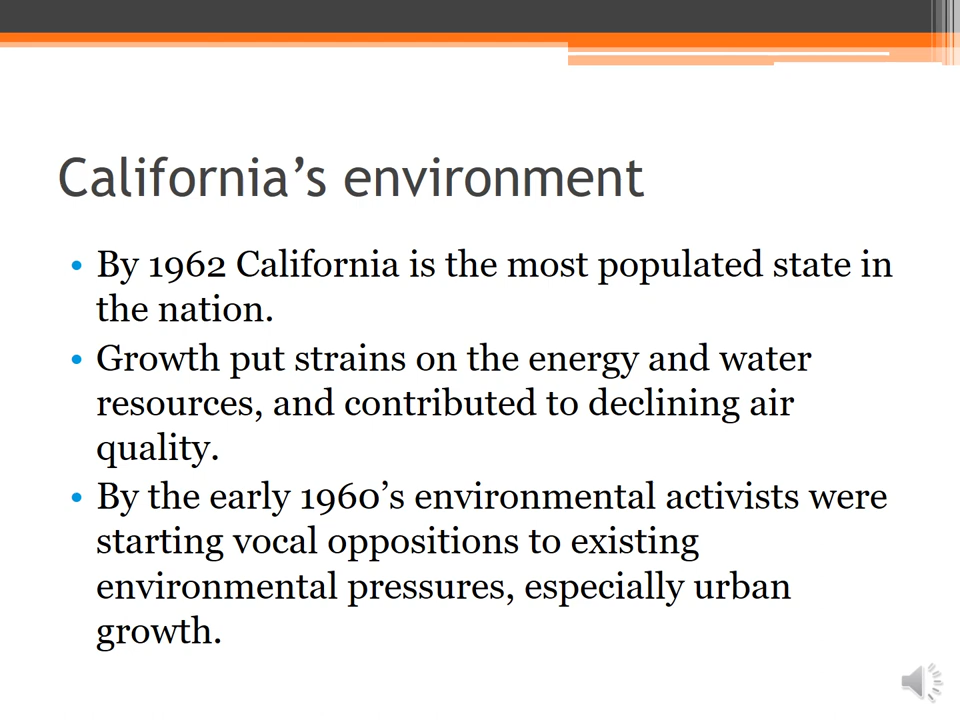 California’s environment
• By 1962 California is the most populated state in
the nation.
• Growth put strains on the energy and water
resources, and contributed to declining air
quality.
• By the early 1960’s environmental activists were
starting vocal oppositions to existing
environmental pressures, especially urban
growth.